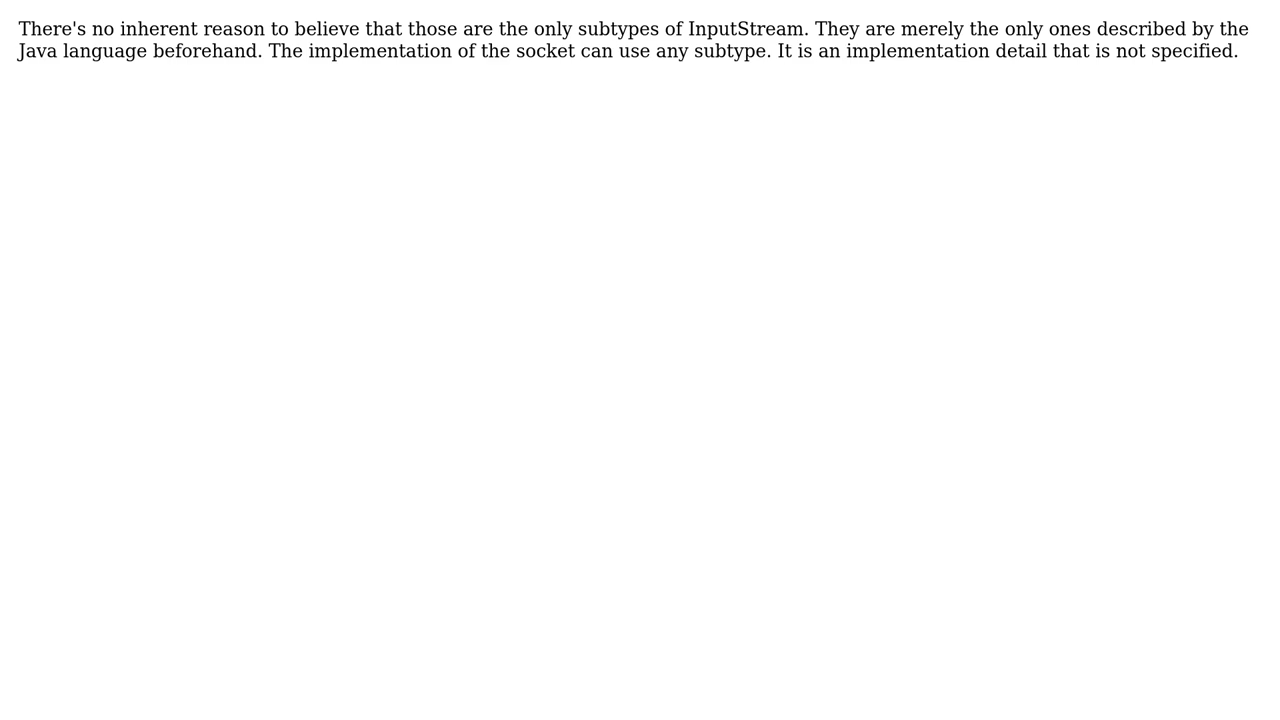 There's no inherent reason to believe that those are the only subtypes of InputStream. They are merely the only ones described by the
Java language beforehand. The implementation of the socket can use any subtype. It is an implementation detail that is not specified.